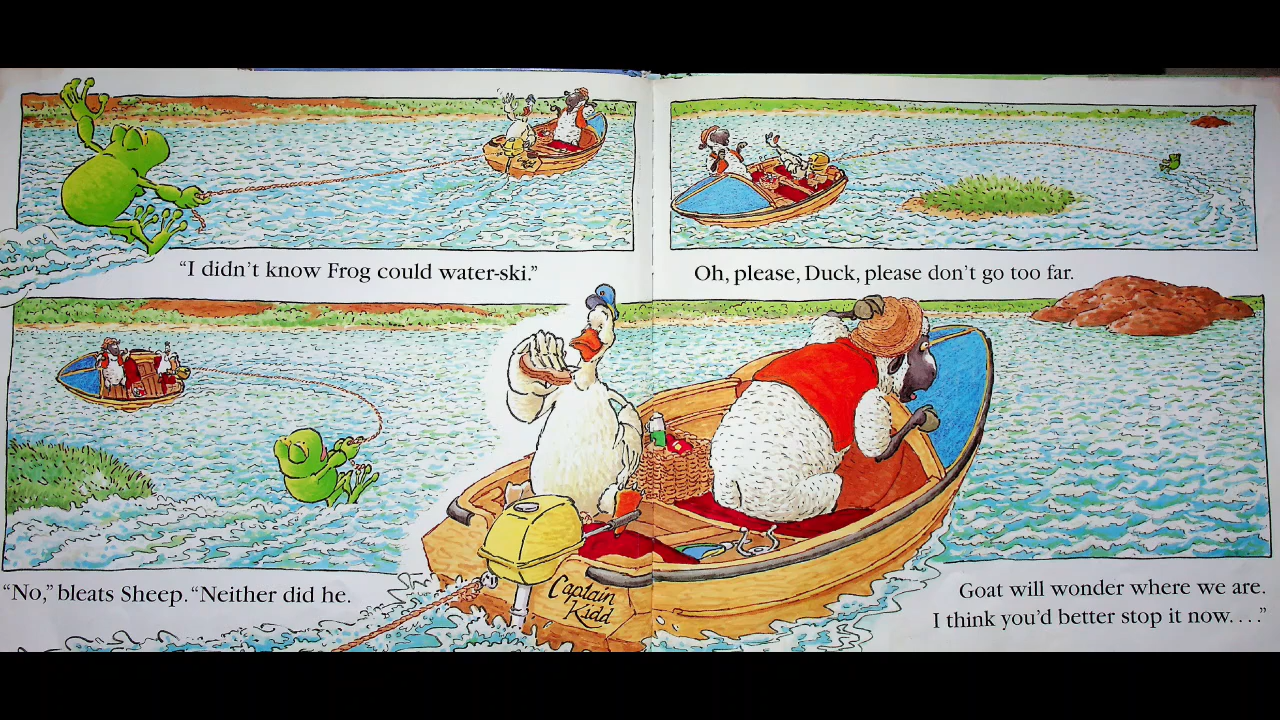 "I didn't know Frog could water-ski."
"No," bleats Sheep. "Neither did he.
Oh, please, Duck, please don't go too far.
Captain
Kidd
Goat will wonder where we are.
I think you'd better stop it now. . . ."